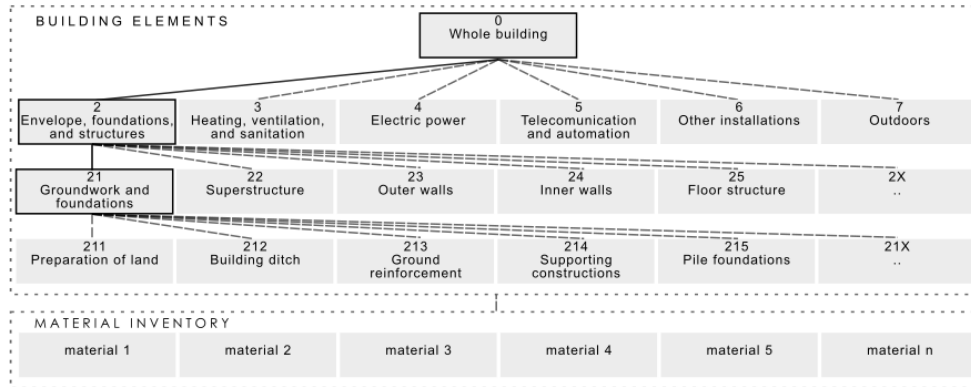 BUILDING ELEMENTS
0
Whole building
2
Envelope, foundations,
and structures
3
Heating, ventilation,
and sanitation
4
Electric power
5
Telecomunication
and automation
6
Other installations
7
Outdoors
21
Groundwork and
foundations
22
Superstructure
23
Outer walls
24
Inner walls
25
Floor structure
2X
..
211
Preparation of land
212
Building ditch
213
Ground
reinforcement
214
Supporting
constructions
215
Pile foundations
21X
..
MATERIAL INVENTORY
material 1
material 2
material 3
material 4
material 5
material n